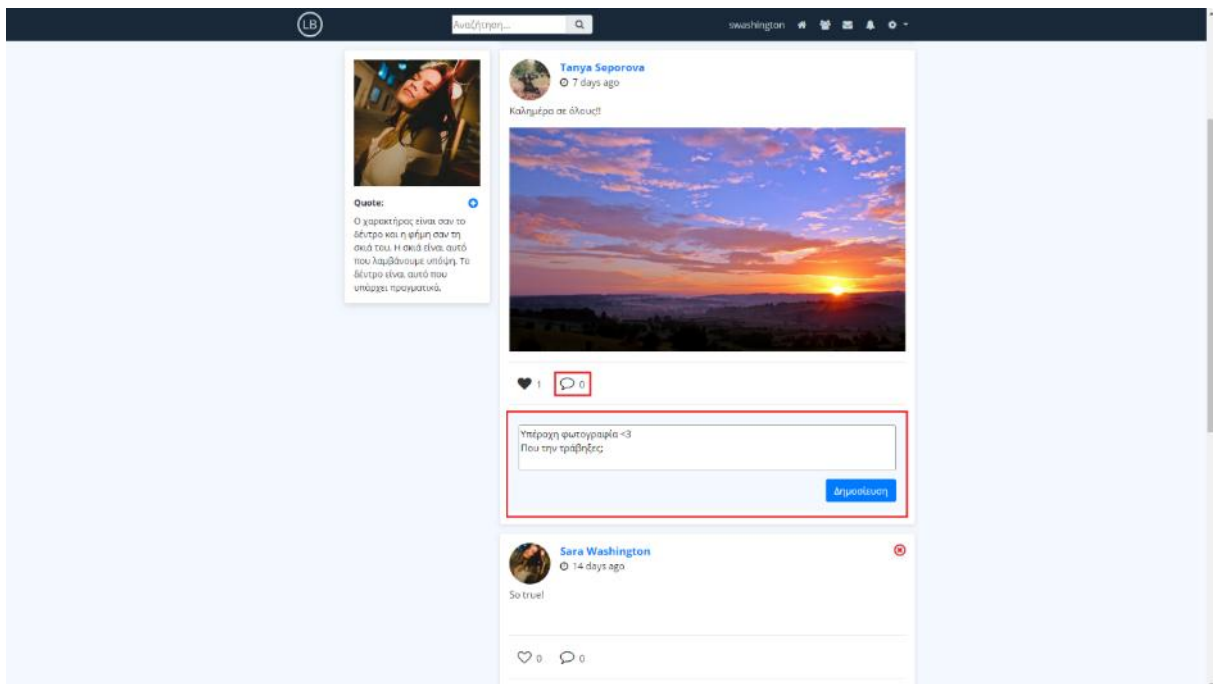 LB
Αναζήτηση...
swashington
Quote:
Ο χαρακτήρας είναι σαν το
δέντρο και η φήμη σαν τη
σκιά του. Η σκιά είναι αυτό
που λαμβάνουμε υπόψη. Το
δέντρο είναι αυτό που
υπάρχει πραγματικά.
Tanya Seporova
7 days ago
Καλημέρα σε όλους!!
1 0
Υπέροχη φωτογραφία <3
Που την τράβηξες;
Δημοσίευση
Sara Washington
14 days ago
So true!
0 0